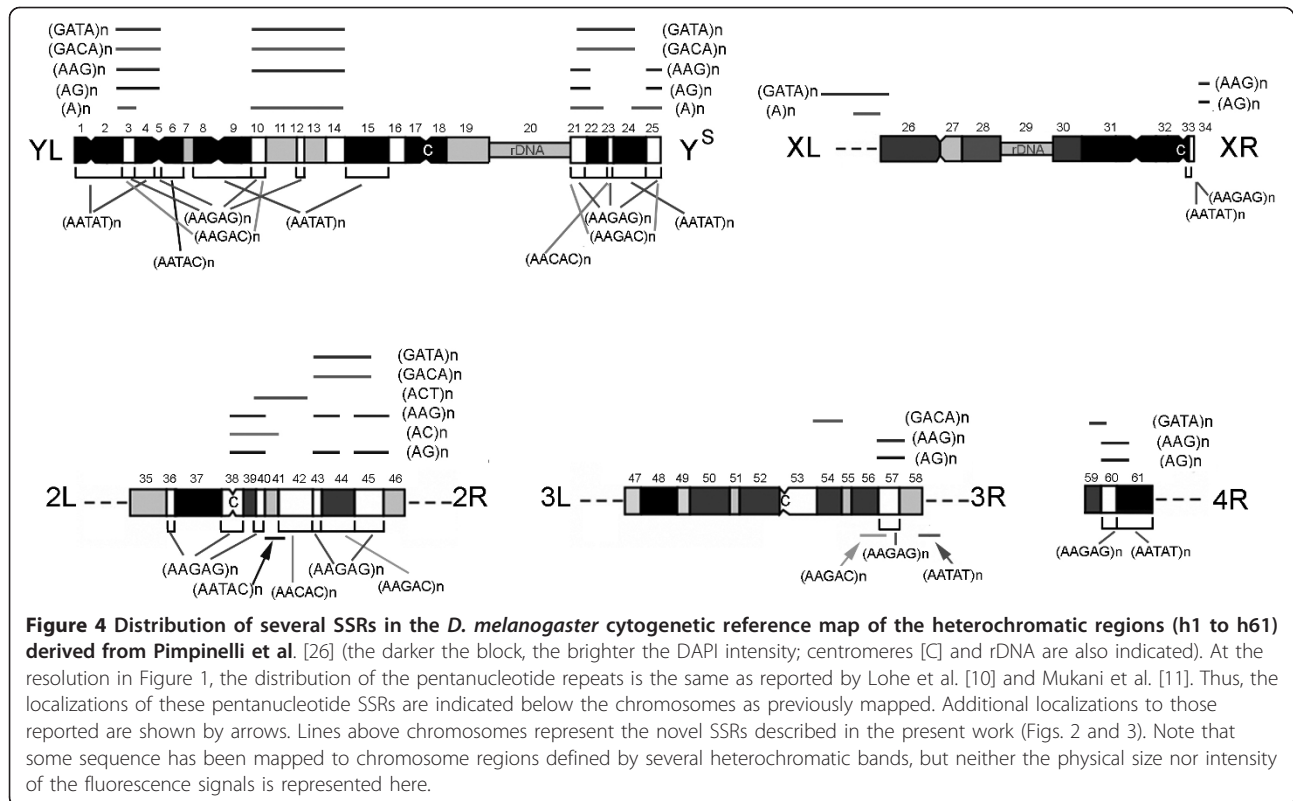 (GATA)n
(GACA)n
(AAG)n
(AG)n
(A)n
(GATA)n
(GACA)n
(AAG)n
(AG)n
(A)n
1 2 3 4 5 6 7 8 9 10 11 12 13 14 15 16 17 18 19 20 21 22 23 24 25
YL C rDNA Y^S
(AATAT)n
(AAGAG)n
(AAGAC)n
(AATAC)n
(AATAT)n
(AACAC)n
(AAGAG)n
(AAGAC)n
(AATAT)n
(GATA)n
(A)n
(AAG)n
(AG)n
26 27 28 29 30 31 32 33 34
XL rDNA C XR
(AAGAG)n
(AATAT)n
(GATA)n
(GACA)n
(ACT)n
(AAG)n
(AC)n
(AG)n
35 36 37 38 39 40 41 42 43 44 45 46
2L C 2R
(AAGAG)n
(AATAC)n
(AACAC)n
(AAGAG)n
(AAGAC)n
(GACA)n
(AAG)n
(AG)n
47 48 49 50 51 52 53 54 55 56 57 58
3L C 3R
(AAGAC)n
(AAGAG)n
(AATAT)n
(GATA)n
(AAG)n
(AG)n
59 60 61
4R
(AAGAG)n
(AATAT)n
Figure 4 Distribution of several SSRs in the D. melanogaster cytogenetic reference map of the heterochromatic regions (h1 to h61)
derived from Pimpinelli et al. [26] (the darker the block, the brighter the DAPI intensity; centromeres [C] and rDNA are also indicated). At the
resolution in Figure 1, the distribution of the pentanucleotide repeats is the same as reported by Lohe et al. [10] and Mukani et al. [11]. Thus, the
localizations of these pentanucleotide SSRs are indicated below the chromosomes as previously mapped. Additional localizations to those
reported are shown by arrows. Lines above chromosomes represent the novel SSRs described in the present work (Figs. 2 and 3). Note that
some sequence has been mapped to chromosome regions defined by several heterochromatic bands, but neither the physical size nor intensity
of the fluorescence signals is represented here.